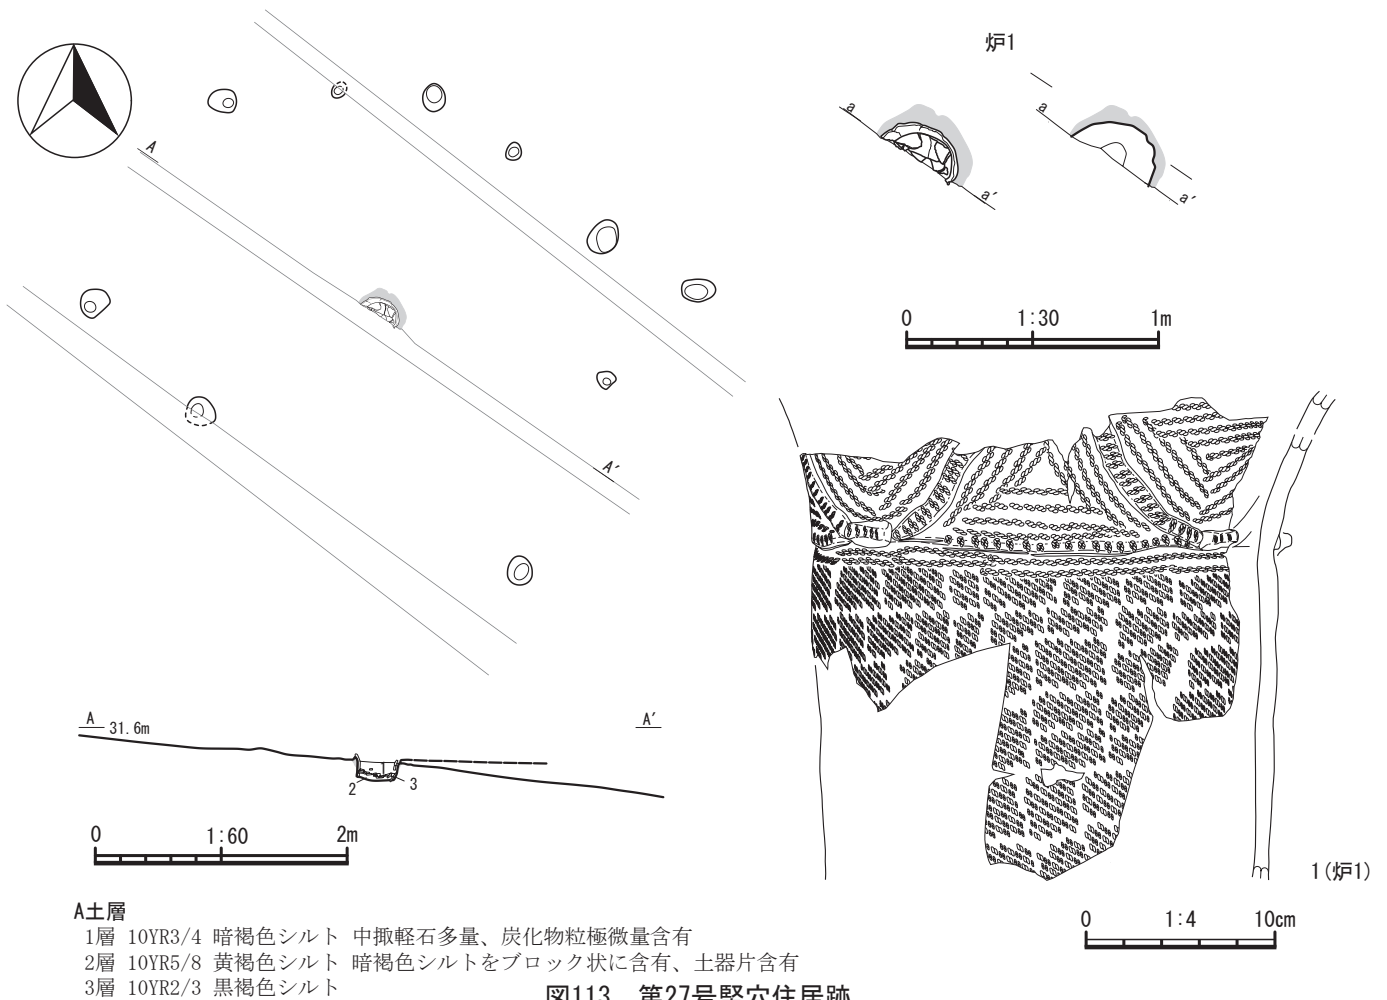 炉1
a
a′
a
a′
0 1:30 1m
A
A′
A 31.6m A′
2 3
0 1:60 2m
1(炉1)
0 1:4 10cm
A土層
1層 10YR3/4 暗褐色シルト 中掫軽石多量、炭化物粒極微量含有
2層 10YR5/8 黄褐色シルト 暗褐色シルトをブロック状に含有、土器片含有
3層 10YR2/3 黒褐色シルト
図113 第27号竪穴住居跡